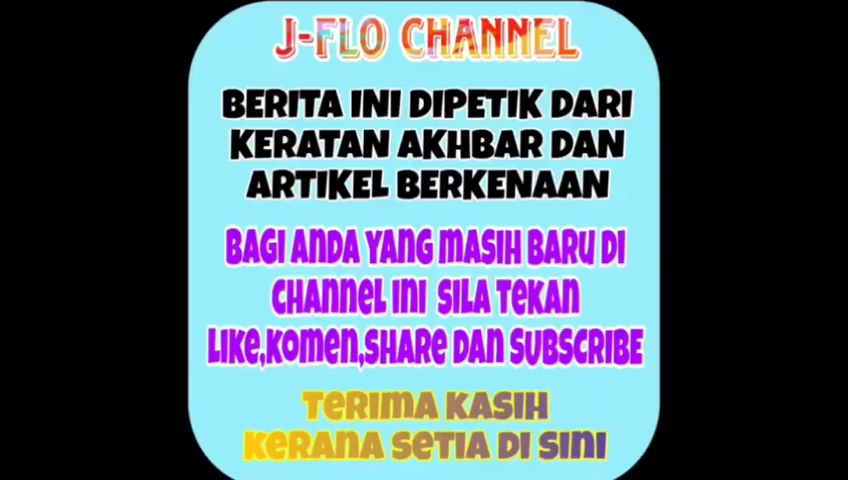 J-FLO CHANNEL
BERITA INI DIPETIK DARI
KERATAN AKHBAR DAN
ARTIKEL BERKENAAN
BAGI ANDA YANG MASIH BARU DI
CHANNEL INI SILA TEKAN
LIKE,KOMEN,SHARE DAN SUBSCRIBE
TERIMA KASIH
KERANA SETIA DI SINI